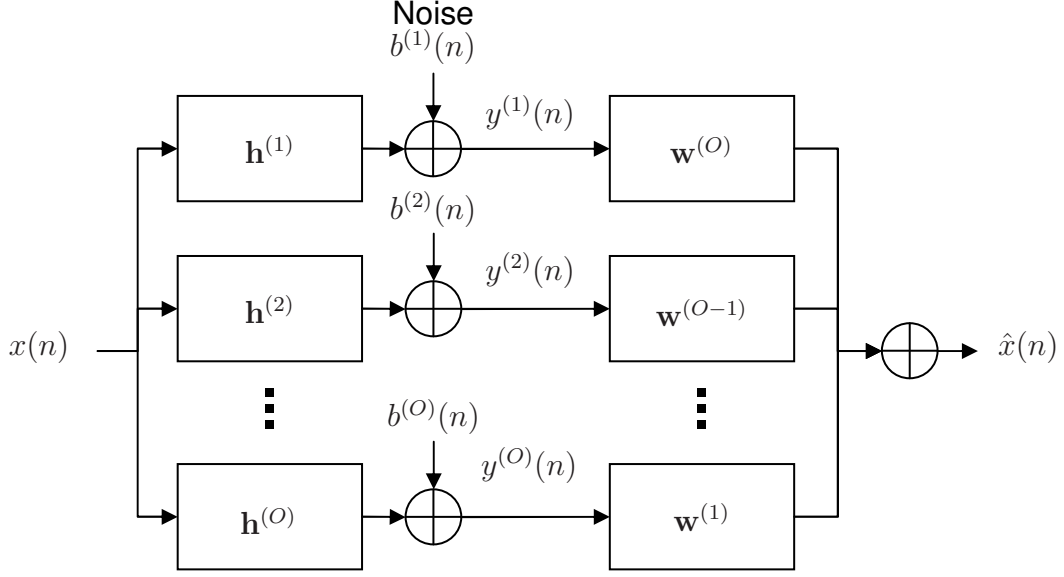 Noise
b^{(1)}(n)
h^{(1)}
y^{(1)}(n)
w^{(O)}
b^{(2)}(n)
h^{(2)}
y^{(2)}(n)
w^{(O-1)}
x(n)
x̂(n)
b^{(O)}(n)
h^{(O)}
y^{(O)}(n)
w^{(1)}